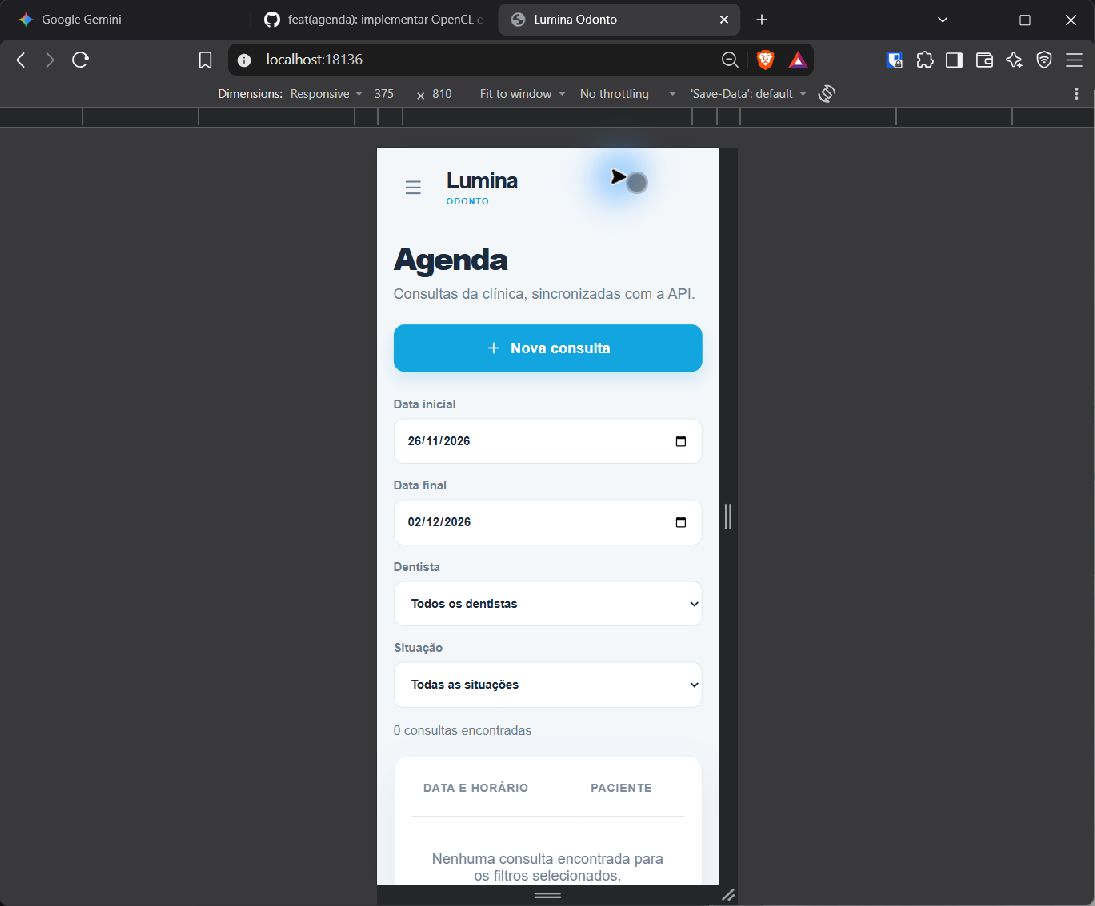 Google Gemini
feat(agenda): implementar OpenCL e
Lumina Odonto
localhost:18136
Dimensions: Responsive
375
x
810
Fit to window
No throttling
'Save-Data': default
Lumina
ODONTO
Agenda
Consultas da clínica, sincronizadas com a API.
+ Nova consulta
Data inicial
26/11/2026
Data final
02/12/2026
Dentista
Todos os dentistas
Situação
Todas as situações
0 consultas encontradas
DATA E HORÁRIO
PACIENTE
Nenhuma consulta encontrada para
os filtros selecionados.